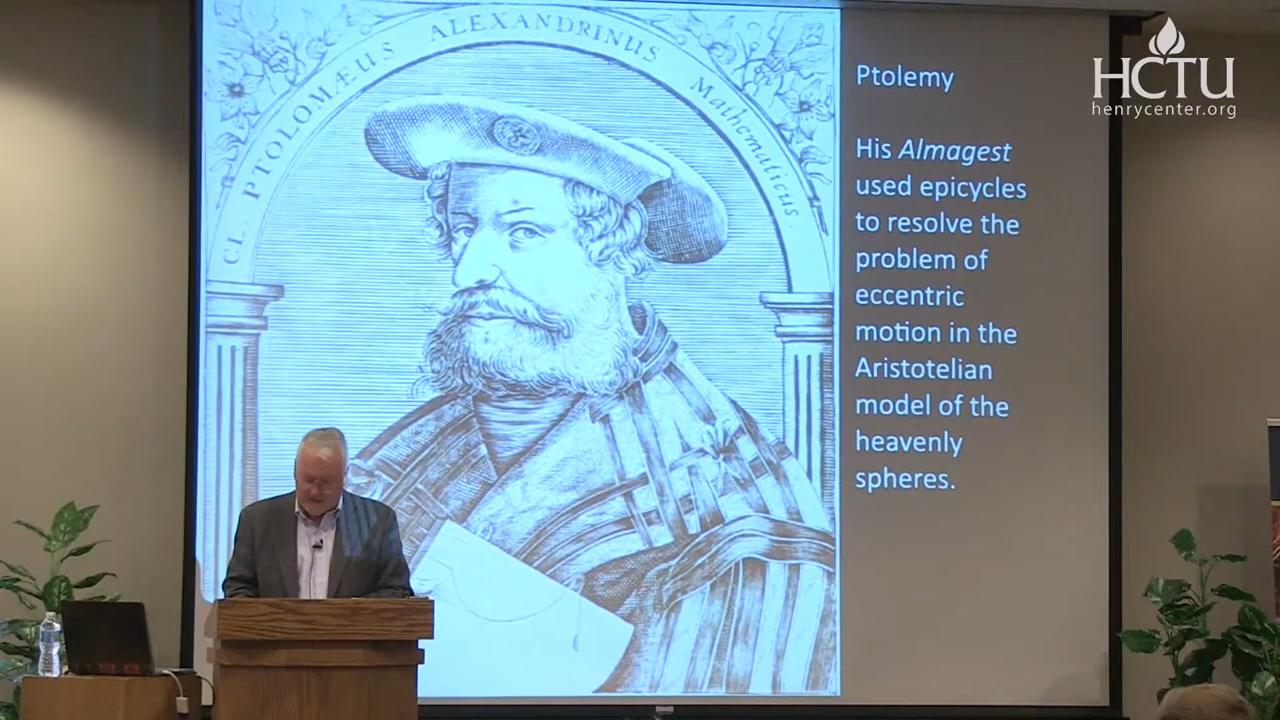 CL. PTOLOMÆUS ALEXANDRINUS Mathematicus.
Ptolemy
His Almagest
used epicycles
to resolve the
problem of
eccentric
motion in the
Aristotelian
model of the
heavenly
spheres.
HCTU
henrycenter.org